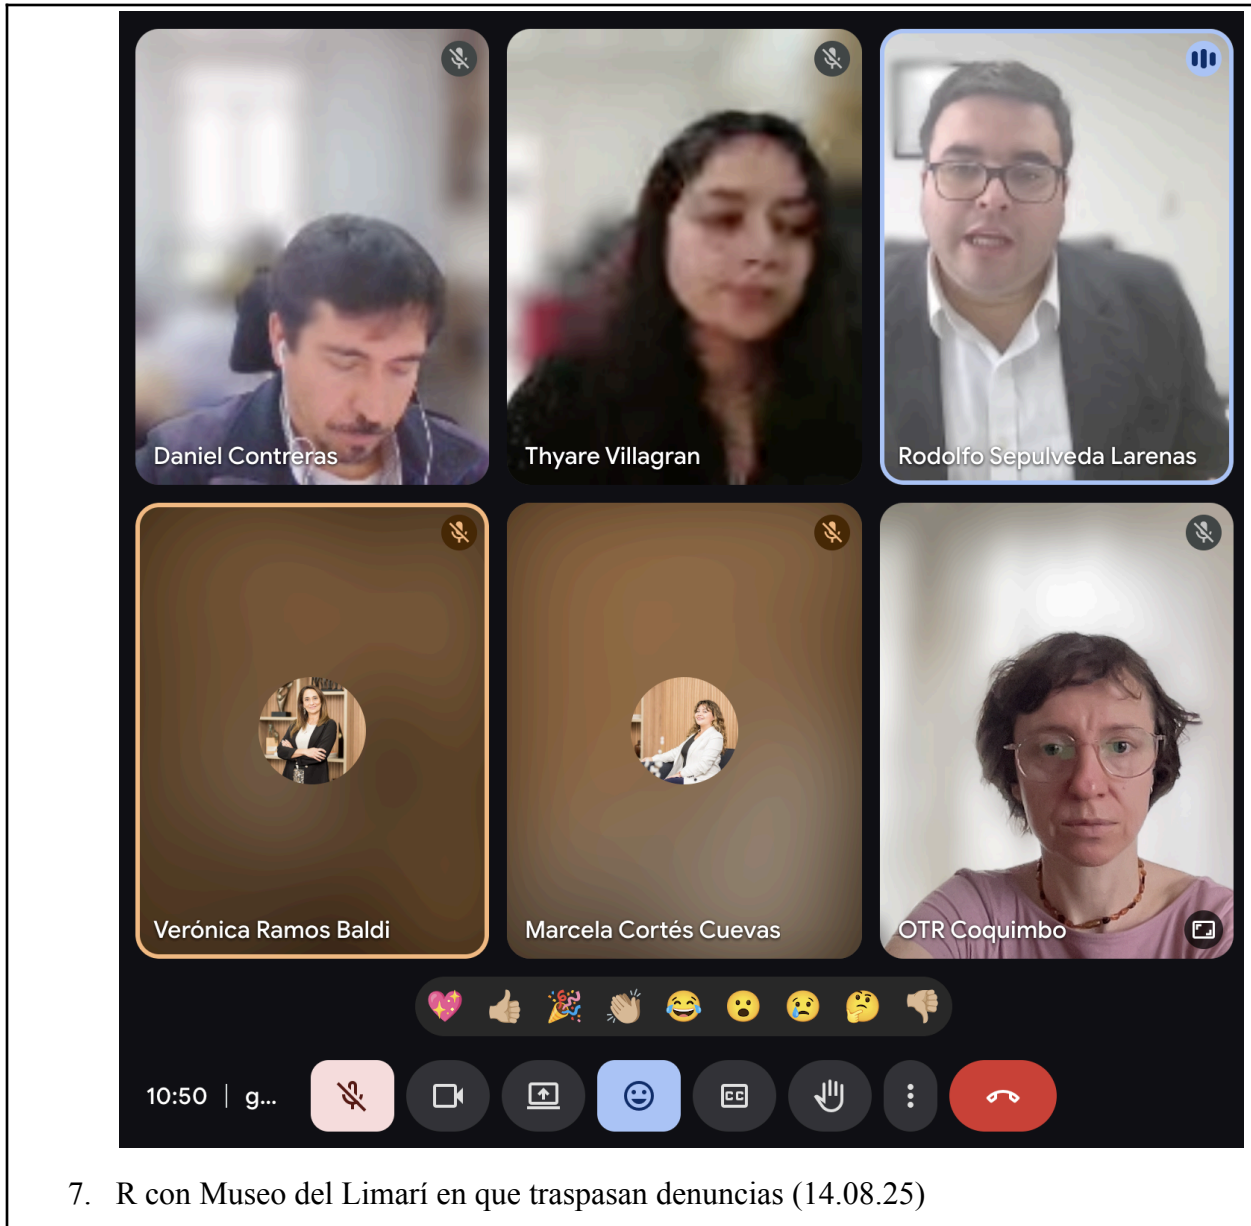 Daniel Contreras
Thyare Villagran
Rodolfo Sepulveda Larenas
Verónica Ramos Baldi
Marcela Cortés Cuevas
OTR Coquimbo
10:50 | g...
CC
7. R con Museo del Limarí en que traspasan denuncias (14.08.25)